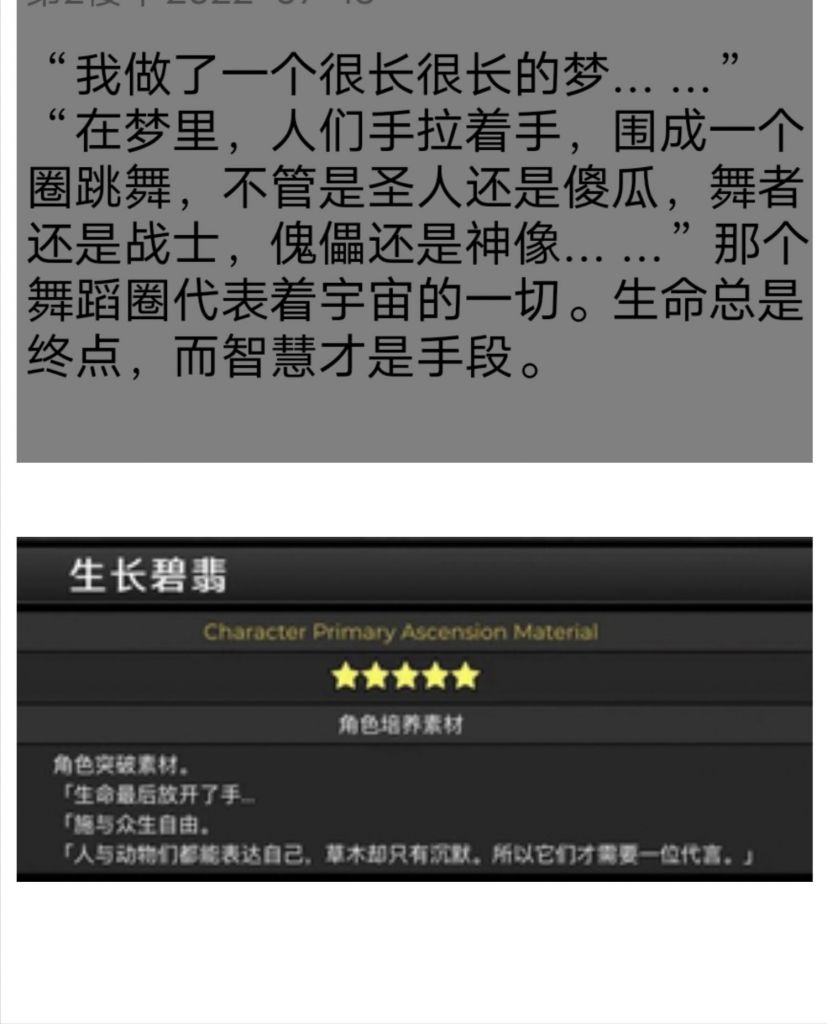 “我做了一个很长很长的梦... ...”
“在梦里，人们手拉着手，围成一个
圈跳舞，不管是圣人还是傻瓜，舞者
还是战士，傀儡还是神像... ...”那个
舞蹈圈代表着宇宙的一切。生命总是
终点，而智慧才是手段。
生长碧翡
Character Primary Ascension Material
角色培养素材
角色突破素材。
「生命最后放开了手...
「施与众生自由。
「人与动物们都能表达自己，草木却只有沉默。所以它们才需要一位代言。」